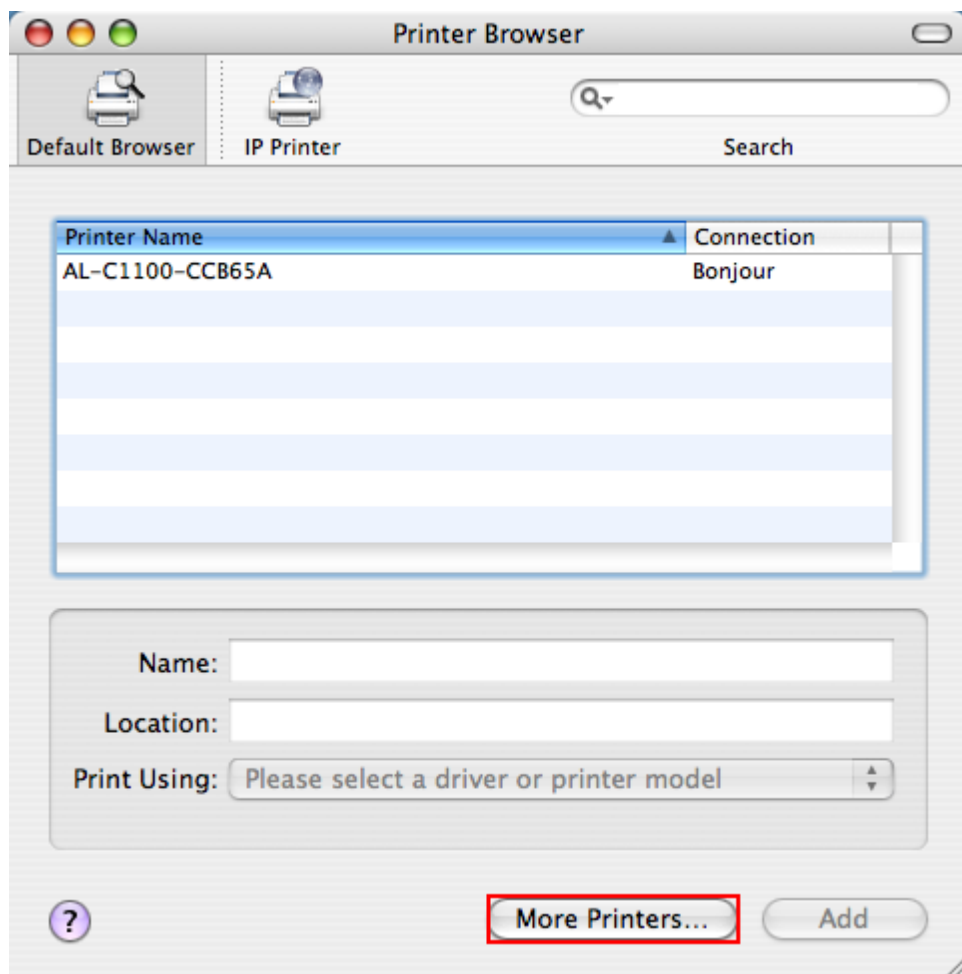 Printer Browser
Default Browser
IP Printer
Search
Printer Name Connection
AL-C1100-CCB65A Bonjour
Name:
Location:
Print Using: Please select a driver or printer model
? More Printers... Add